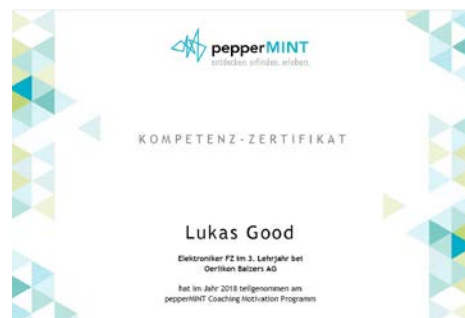 pepperMINT
entdecken. erfinden. erleben.
KOMPETENZ-ZERTIFIKAT
Lukas Good
Elektroniker FZ im 3. Lehrjahr bei
Oerlikon Balzers AG
hat im Jahr 2018 teilgenommen am
pepperMINT Coaching Motivation Programm